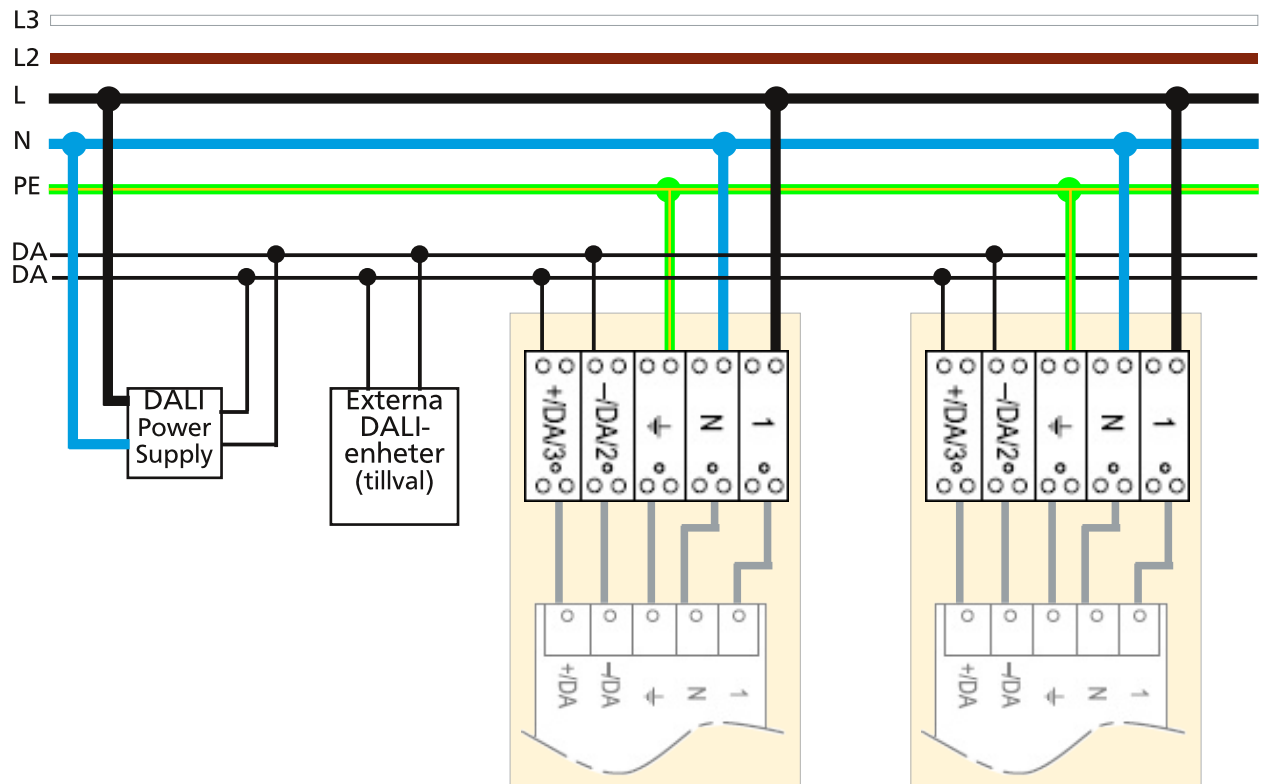 L3
L2
L
N
PE
DA
DA
DALI
Power
Supply
Externa
DALI-
enheter
(tillval)
+/DA/3
–/DA/2
N
1
+/DA/3
–/DA/2
N
1
+/DA
–/DA
N
1
+/DA
–/DA
N
1